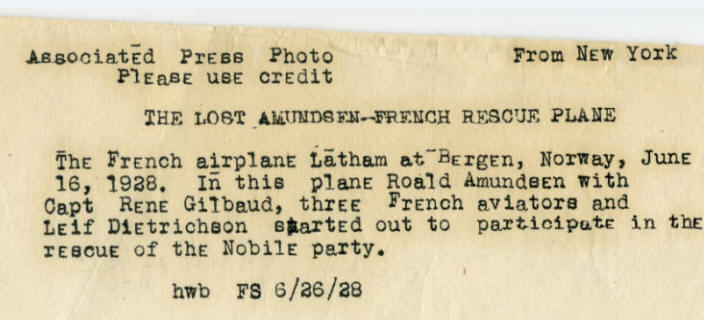 Associated Press Photo From New York
Please use credit
THE LOST AMUNDSEN--FRENCH RESCUE PLANE
The French airplane Latham at Bergen, Norway, June
16, 1928. In this plane Roald Amundsen with
Capt Rene Gilbaud, three French aviators and
Leif Dietrichson started out to participate in the
rescue of the Nobile party.
hwb FS 6/26/28